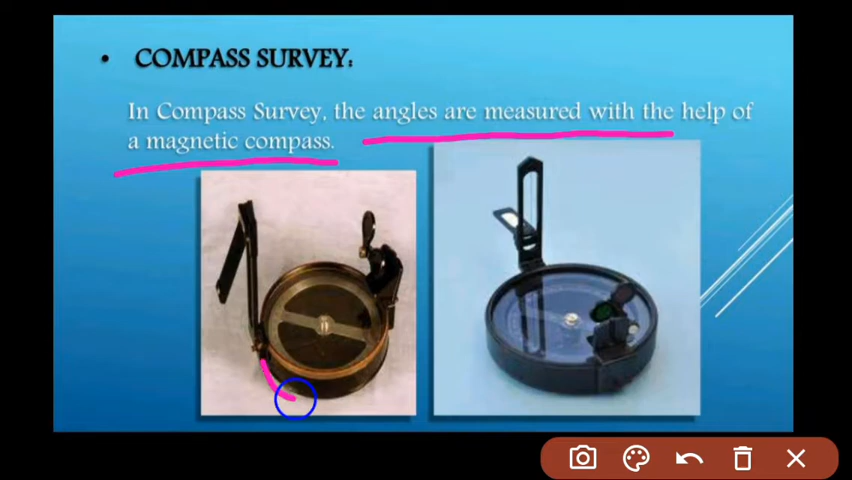 • COMPASS SURVEY:
In Compass Survey, the angles are measured with the help of
a magnetic compass.